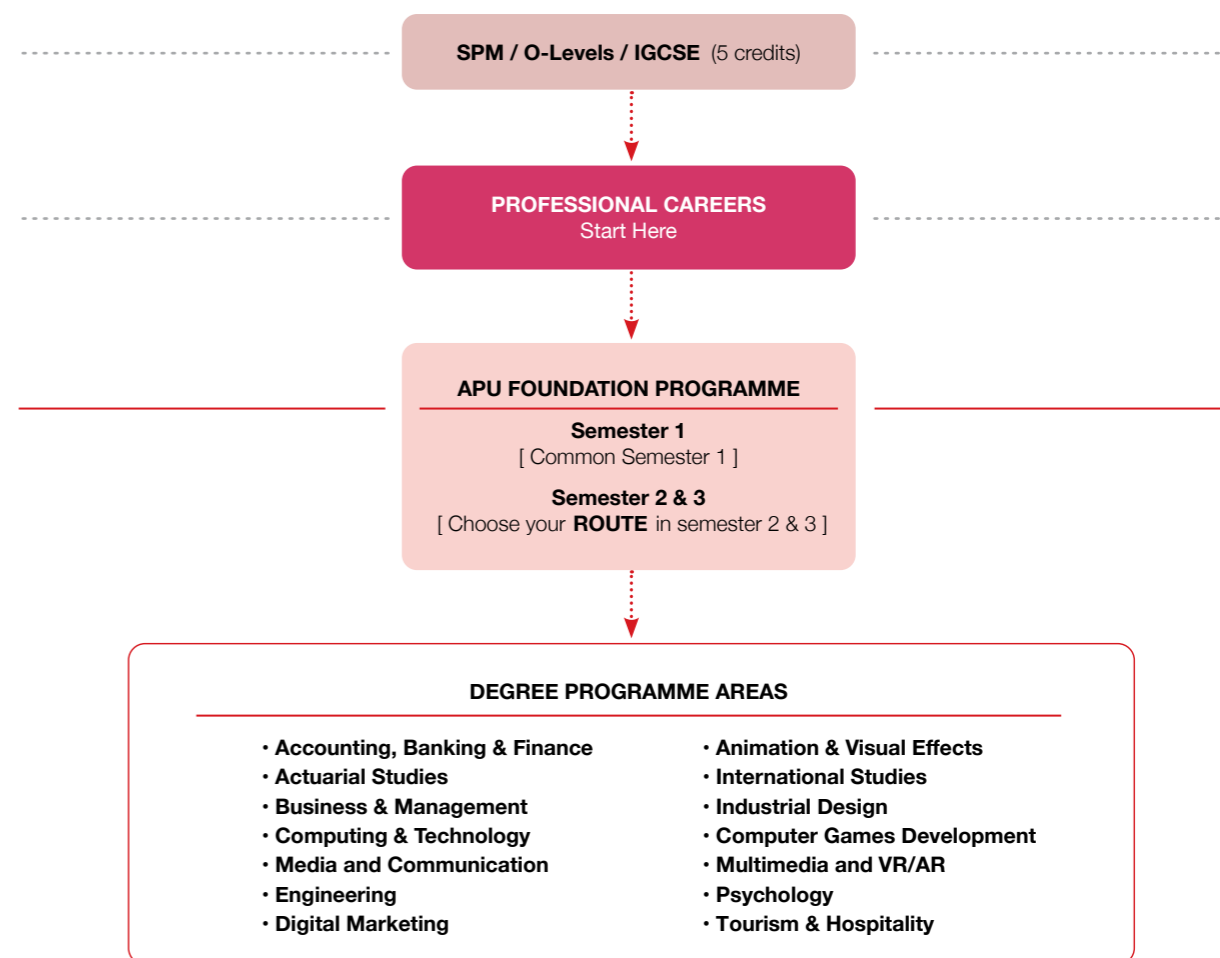 SPM / O-Levels / IGCSE (5 credits)
PROFESSIONAL CAREERS
Start Here
APU FOUNDATION PROGRAMME
Semester 1
[ Common Semester 1 ]
Semester 2 & 3
[ Choose your ROUTE in semester 2 & 3 ]
DEGREE PROGRAMME AREAS
· Accounting, Banking & Finance
· Actuarial Studies
· Business & Management
· Computing & Technology
· Media and Communication
· Engineering
· Digital Marketing
· Animation & Visual Effects
· International Studies
· Industrial Design
· Computer Games Development
· Multimedia and VR/AR
· Psychology
· Tourism & Hospitality